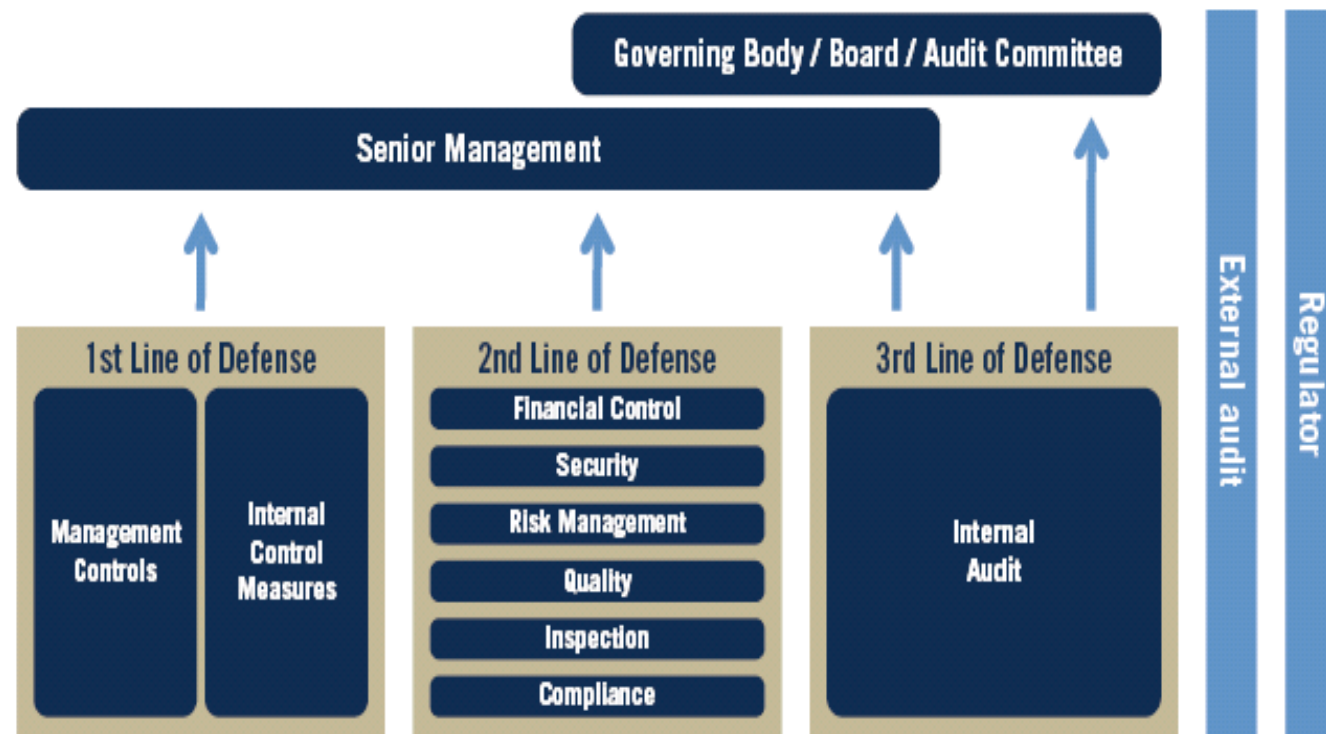 Governing Body / Board / Audit Committee
Senior Management
1st Line of Defense
Management
Controls
Internal
Control
Measures
2nd Line of Defense
Financial Control
Security
Risk Management
Quality
Inspection
Compliance
3rd Line of Defense
Internal
Audit
External audit
Regulator